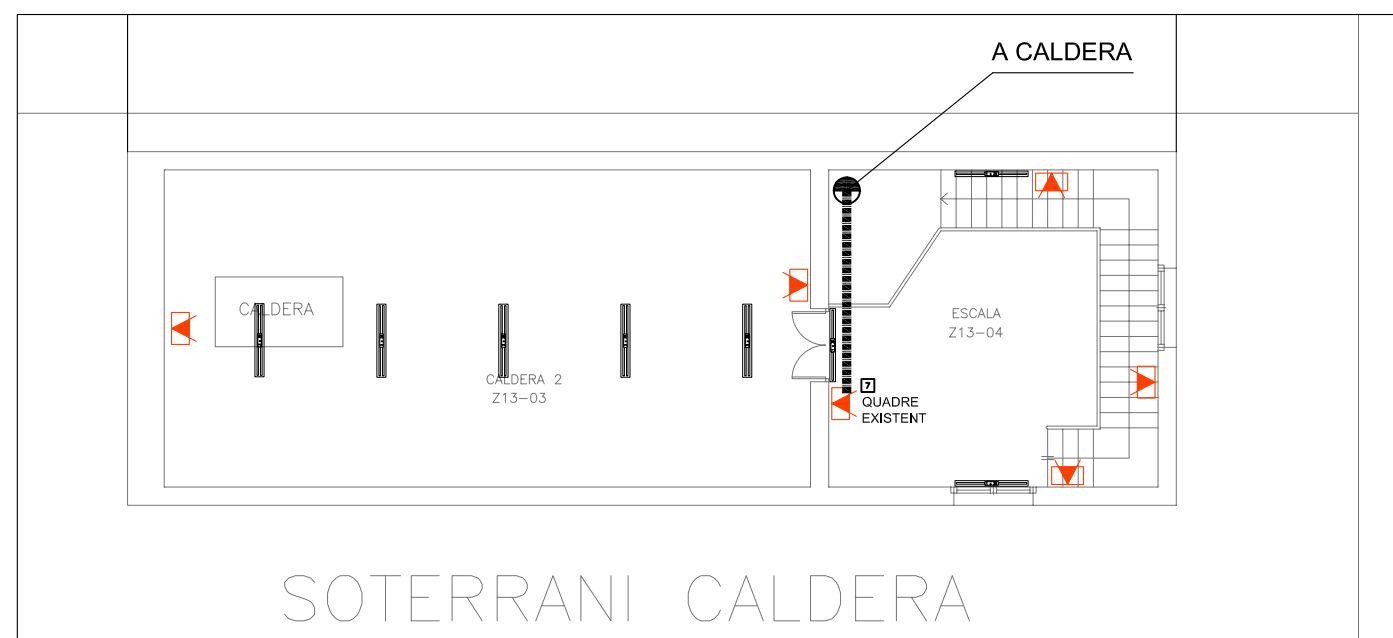 A CALDERA
CALDERA
ESCALA
Z13-04
CALDERA 2
Z13-03
7
QUADRE
EXISTENT
SOTERRANI CALDERA